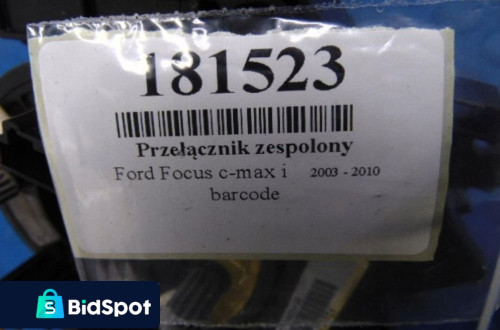 181523
Przełącznik zespolony
Ford Focus c-max i 2003 - 2010
barcode
BidSpot